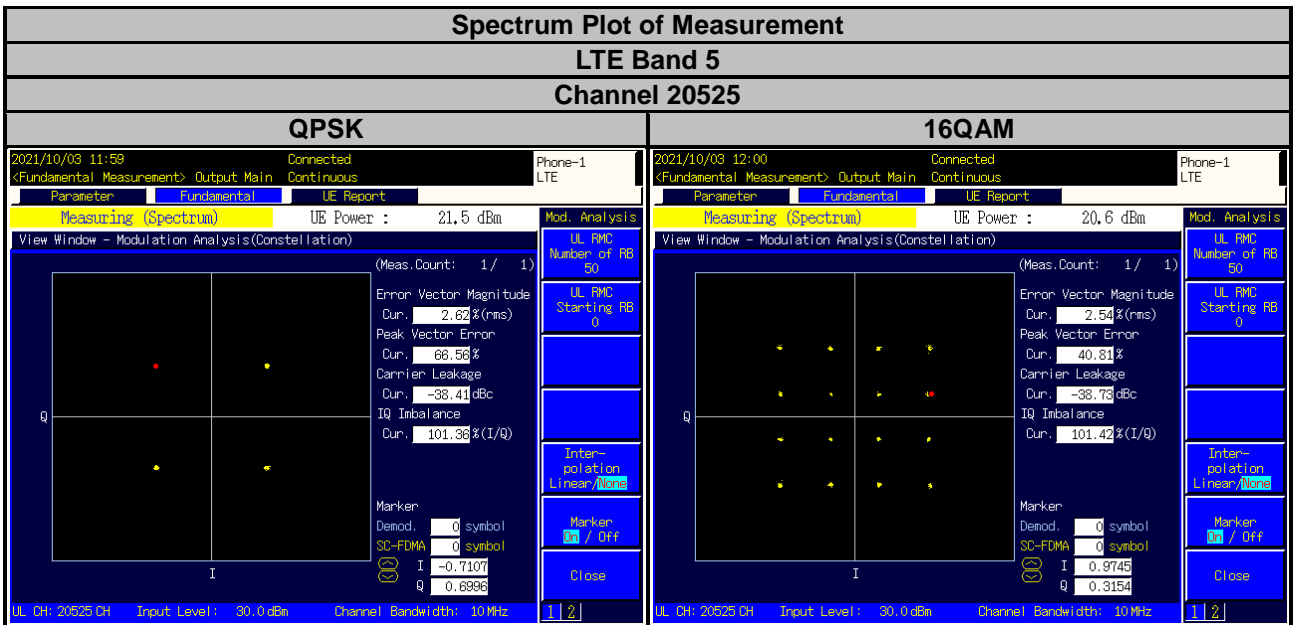 Spectrum Plot of Measurement
LTE Band 5
Channel 20525
QPSK
16QAM
2021/10/03 11:59 Connected
<Fundamental Measurement> Output Main Continuous
Phone-1
LTE
Parameter Fundamental UE Report
Measuring (Spectrum) UE Power : 21.5 dBm
Mod. Analysis
View Window - Modulation Analysis(Constellation)
UL RMC
Number of RB
50
(Meas.Count: 1/ 1)
UL RMC
Starting RB
0
Error Vector Magnitude
Cur. 2.62 %(rms)
Peak Vector Error
Cur. 66.56 %
Carrier Leakage
Cur. -38.41 dBc
IQ Imbalance
Cur. 101.36 %(I/Q)
Q
Inter-
polation
Linear/None
Marker
Demod. 0 symbol
SC-FDMA 0 symbol
I -0.7107
Q 0.6996
I
Marker
On / Off
Close
UL CH: 20525 CH Input Level: 30.0 dBm Channel Bandwidth: 10 MHz
1 2
2021/10/03 12:00 Connected
<Fundamental Measurement> Output Main Continuous
Phone-1
LTE
Parameter Fundamental UE Report
Measuring (Spectrum) UE Power : 20.6 dBm
Mod. Analysis
View Window - Modulation Analysis(Constellation)
UL RMC
Number of RB
50
(Meas.Count: 1/ 1)
UL RMC
Starting RB
0
Error Vector Magnitude
Cur. 2.54 %(rms)
Peak Vector Error
Cur. 40.81 %
Carrier Leakage
Cur. -38.73 dBc
IQ Imbalance
Cur. 101.42 %(I/Q)
Q
Inter-
polation
Linear/None
Marker
Demod. 0 symbol
SC-FDMA 0 symbol
I 0.9745
Q 0.3154
I
Marker
On / Off
Close
UL CH: 20525 CH Input Level: 30.0 dBm Channel Bandwidth: 10 MHz
1 2